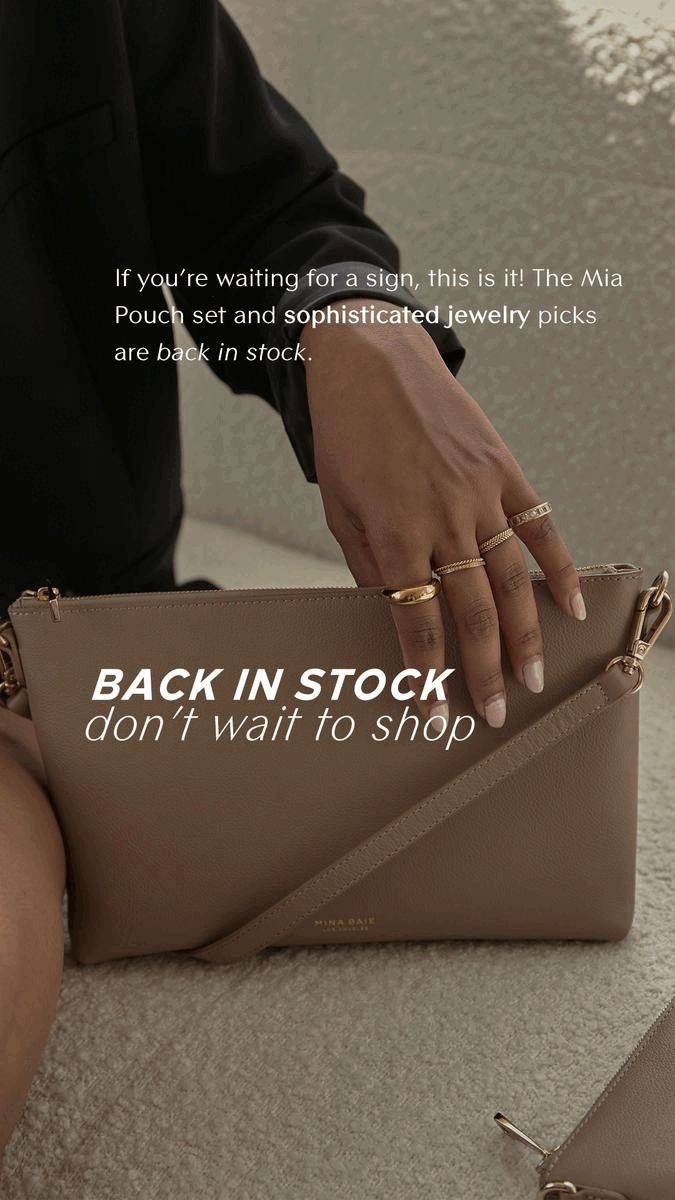 If you’re waiting for a sign, this is it! The Mia
Pouch set and sophisticated jewelry picks
are back in stock.
BACK IN STOCK
don’t wait to shop
MINA BAIE
LOS ANGELES